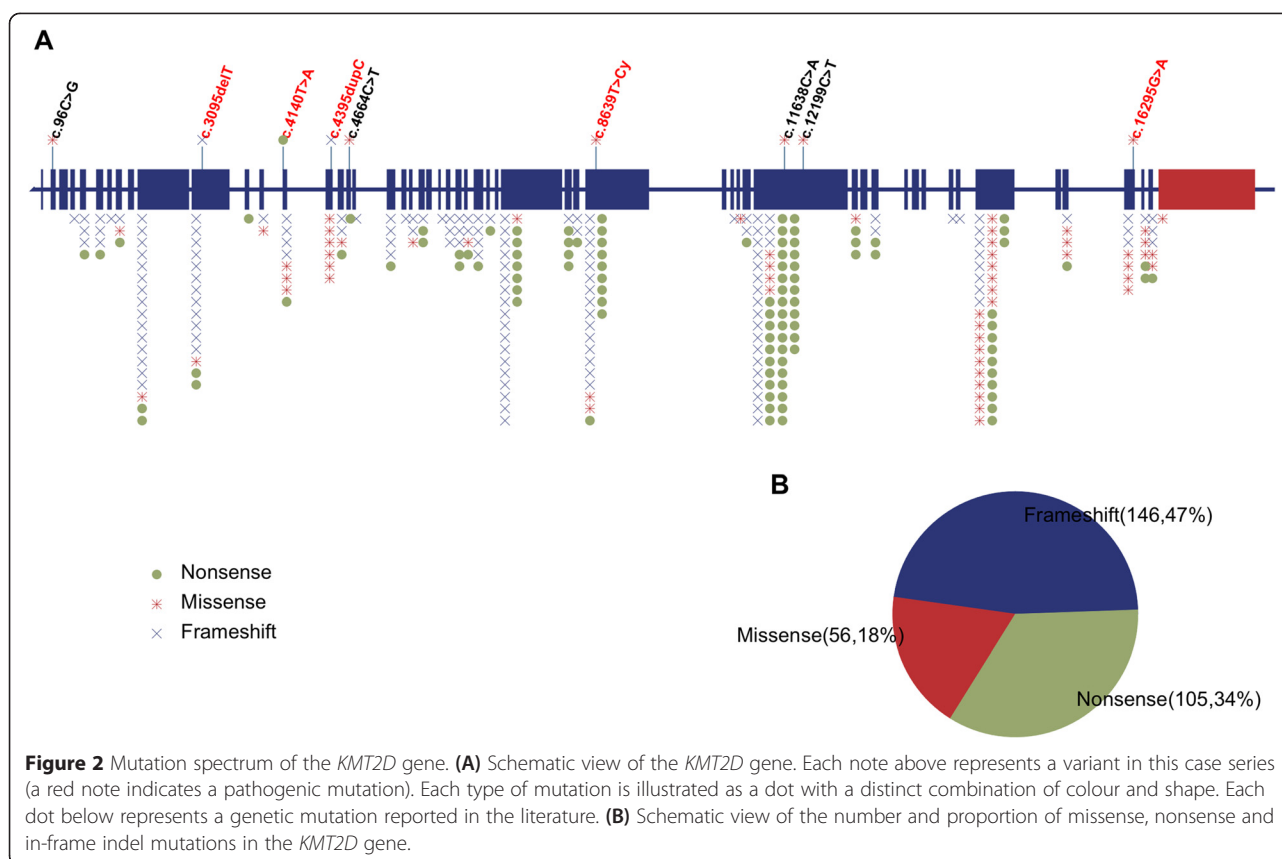 A
c.96C>G
c.3095delT
c.4140T>A
c.4395dupC
c.4664C>T
c.8639T>Cy
c.11638C>A
c.12199C>T
c.16295G>A
B
Frameshift(146,47%)
Nonsense
Missense
Frameshift
Missense(56,18%)
Nonsense(105,34%)
Figure 2 Mutation spectrum of the KMT2D gene. (A) Schematic view of the KMT2D gene. Each note above represents a variant in this case series
(a red note indicates a pathogenic mutation). Each type of mutation is illustrated as a dot with a distinct combination of colour and shape. Each
dot below represents a genetic mutation reported in the literature. (B) Schematic view of the number and proportion of missense, nonsense and
in-frame indel mutations in the KMT2D gene.